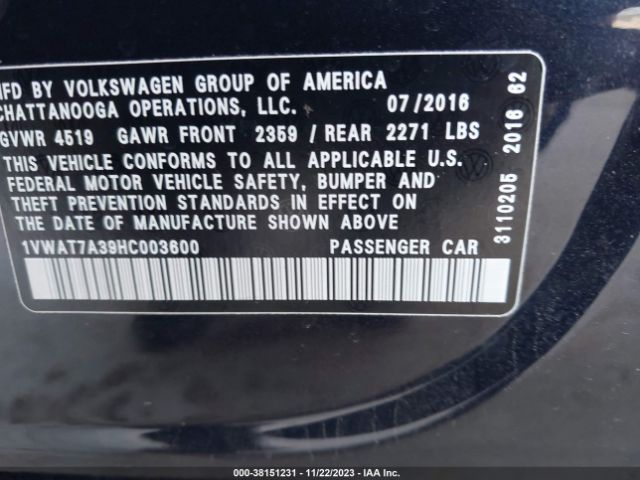 MFD BY VOLKSWAGEN GROUP OF AMERICA
CHATTANOOGA OPERATIONS, LLC. 07/2016
GVWR 4519 GAWR FRONT 2359 / REAR 2271 LBS
THIS VEHICLE CONFORMS TO ALL APPLICABLE U.S.
FEDERAL MOTOR VEHICLE SAFETY, BUMPER AND
THEFT PREVENTION STANDARDS IN EFFECT ON
THE DATE OF MANUFACTURE SHOWN ABOVE
1VWAT7A39HC003600 PASSENGER CAR
3110205 2016 62
000-38151231 - 11/22/2023 - IAA Inc.